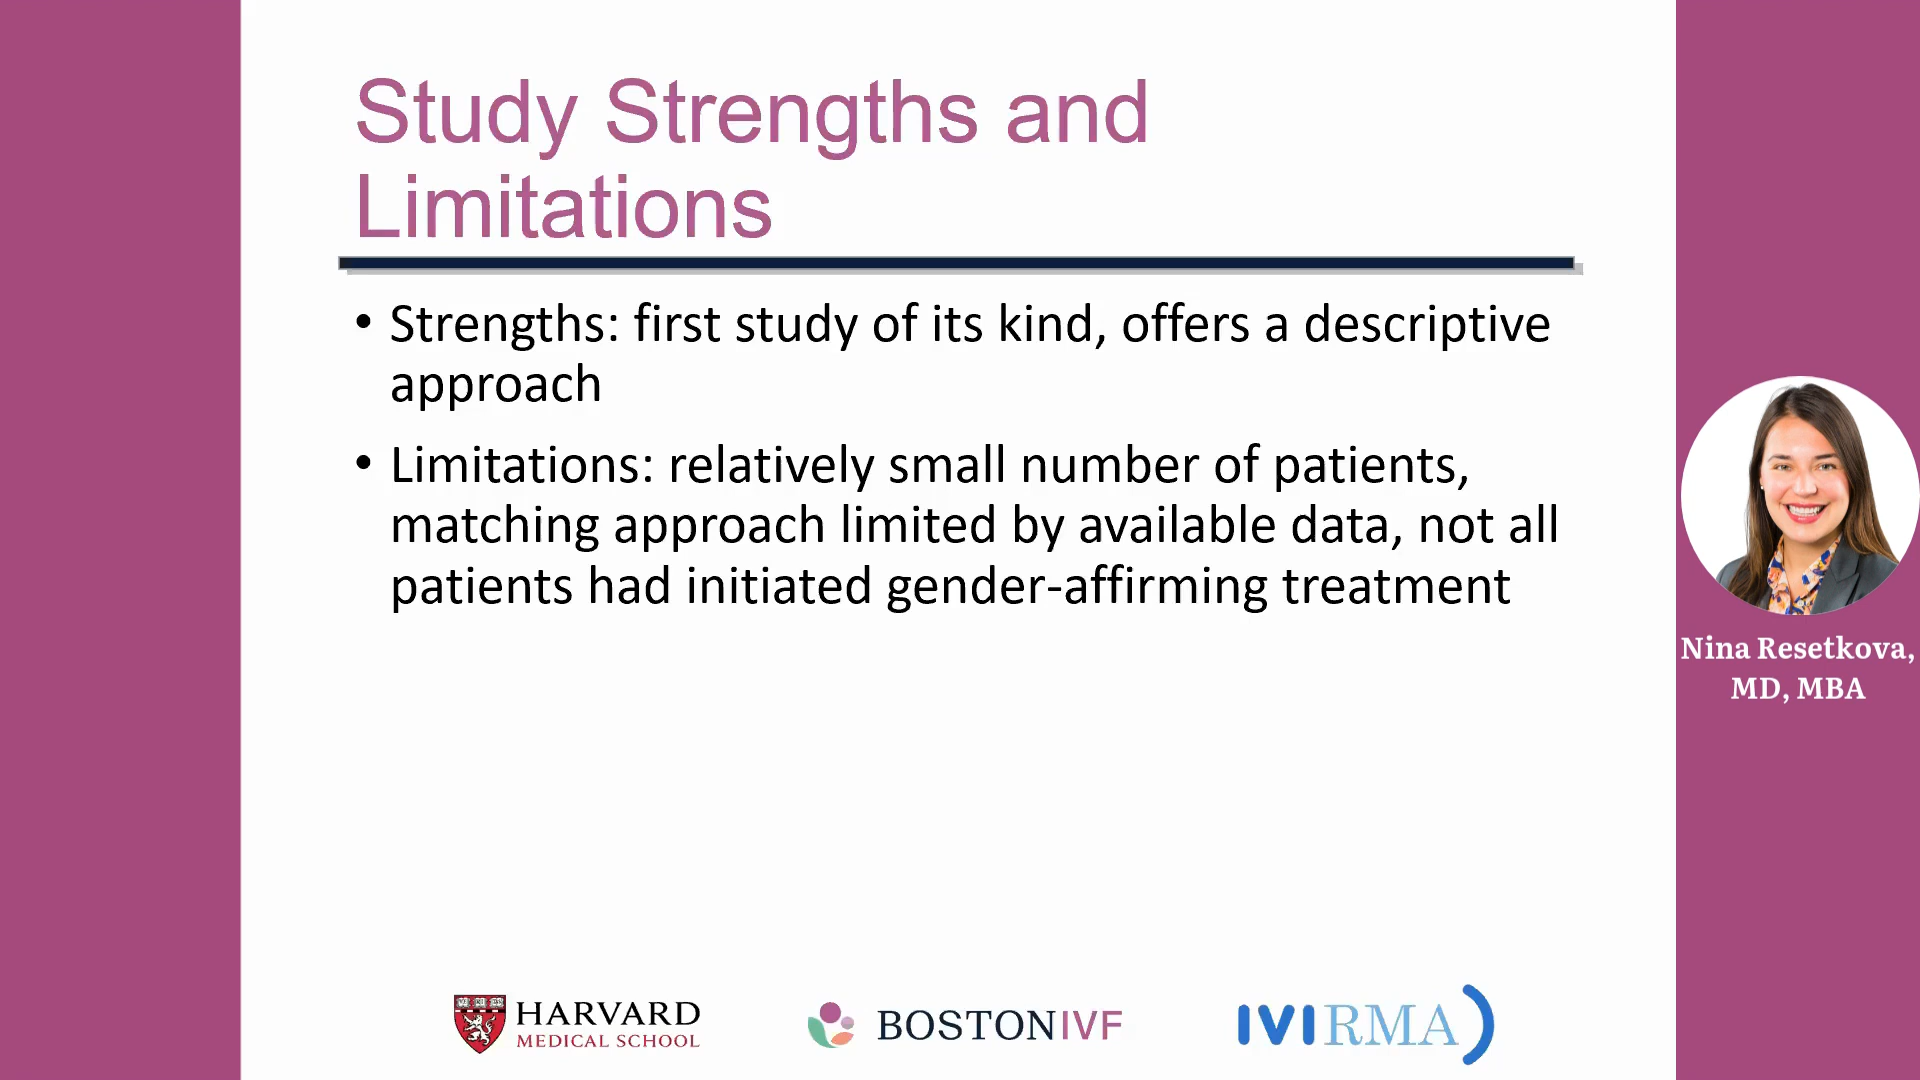 Study Strengths and
Limitations
• Strengths: first study of its kind, offers a descriptive
approach
• Limitations: relatively small number of patients,
matching approach limited by available data, not all
patients had initiated gender-affirming treatment
Nina Resetkova,
MD, MBA
HARVARD
MEDICAL SCHOOL
BOSTONIVF
IVIRMA